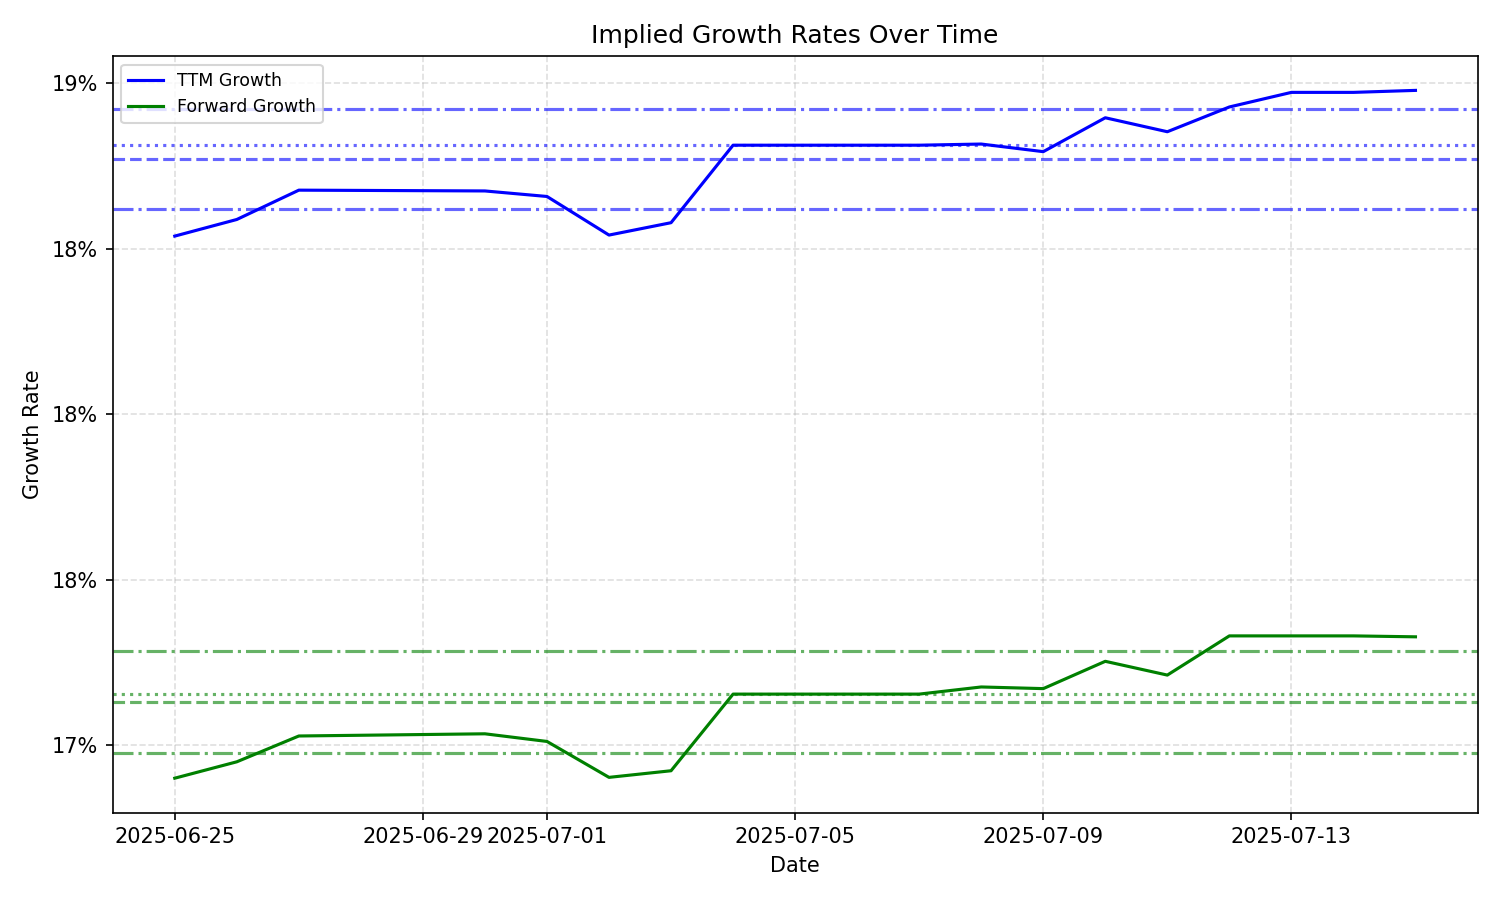 Implied Growth Rates Over Time
TTM Growth
Forward Growth
19%
18%
18%
18%
17%
Growth Rate
2025-06-25
2025-06-29
2025-07-01
2025-07-05
2025-07-09
2025-07-13
Date